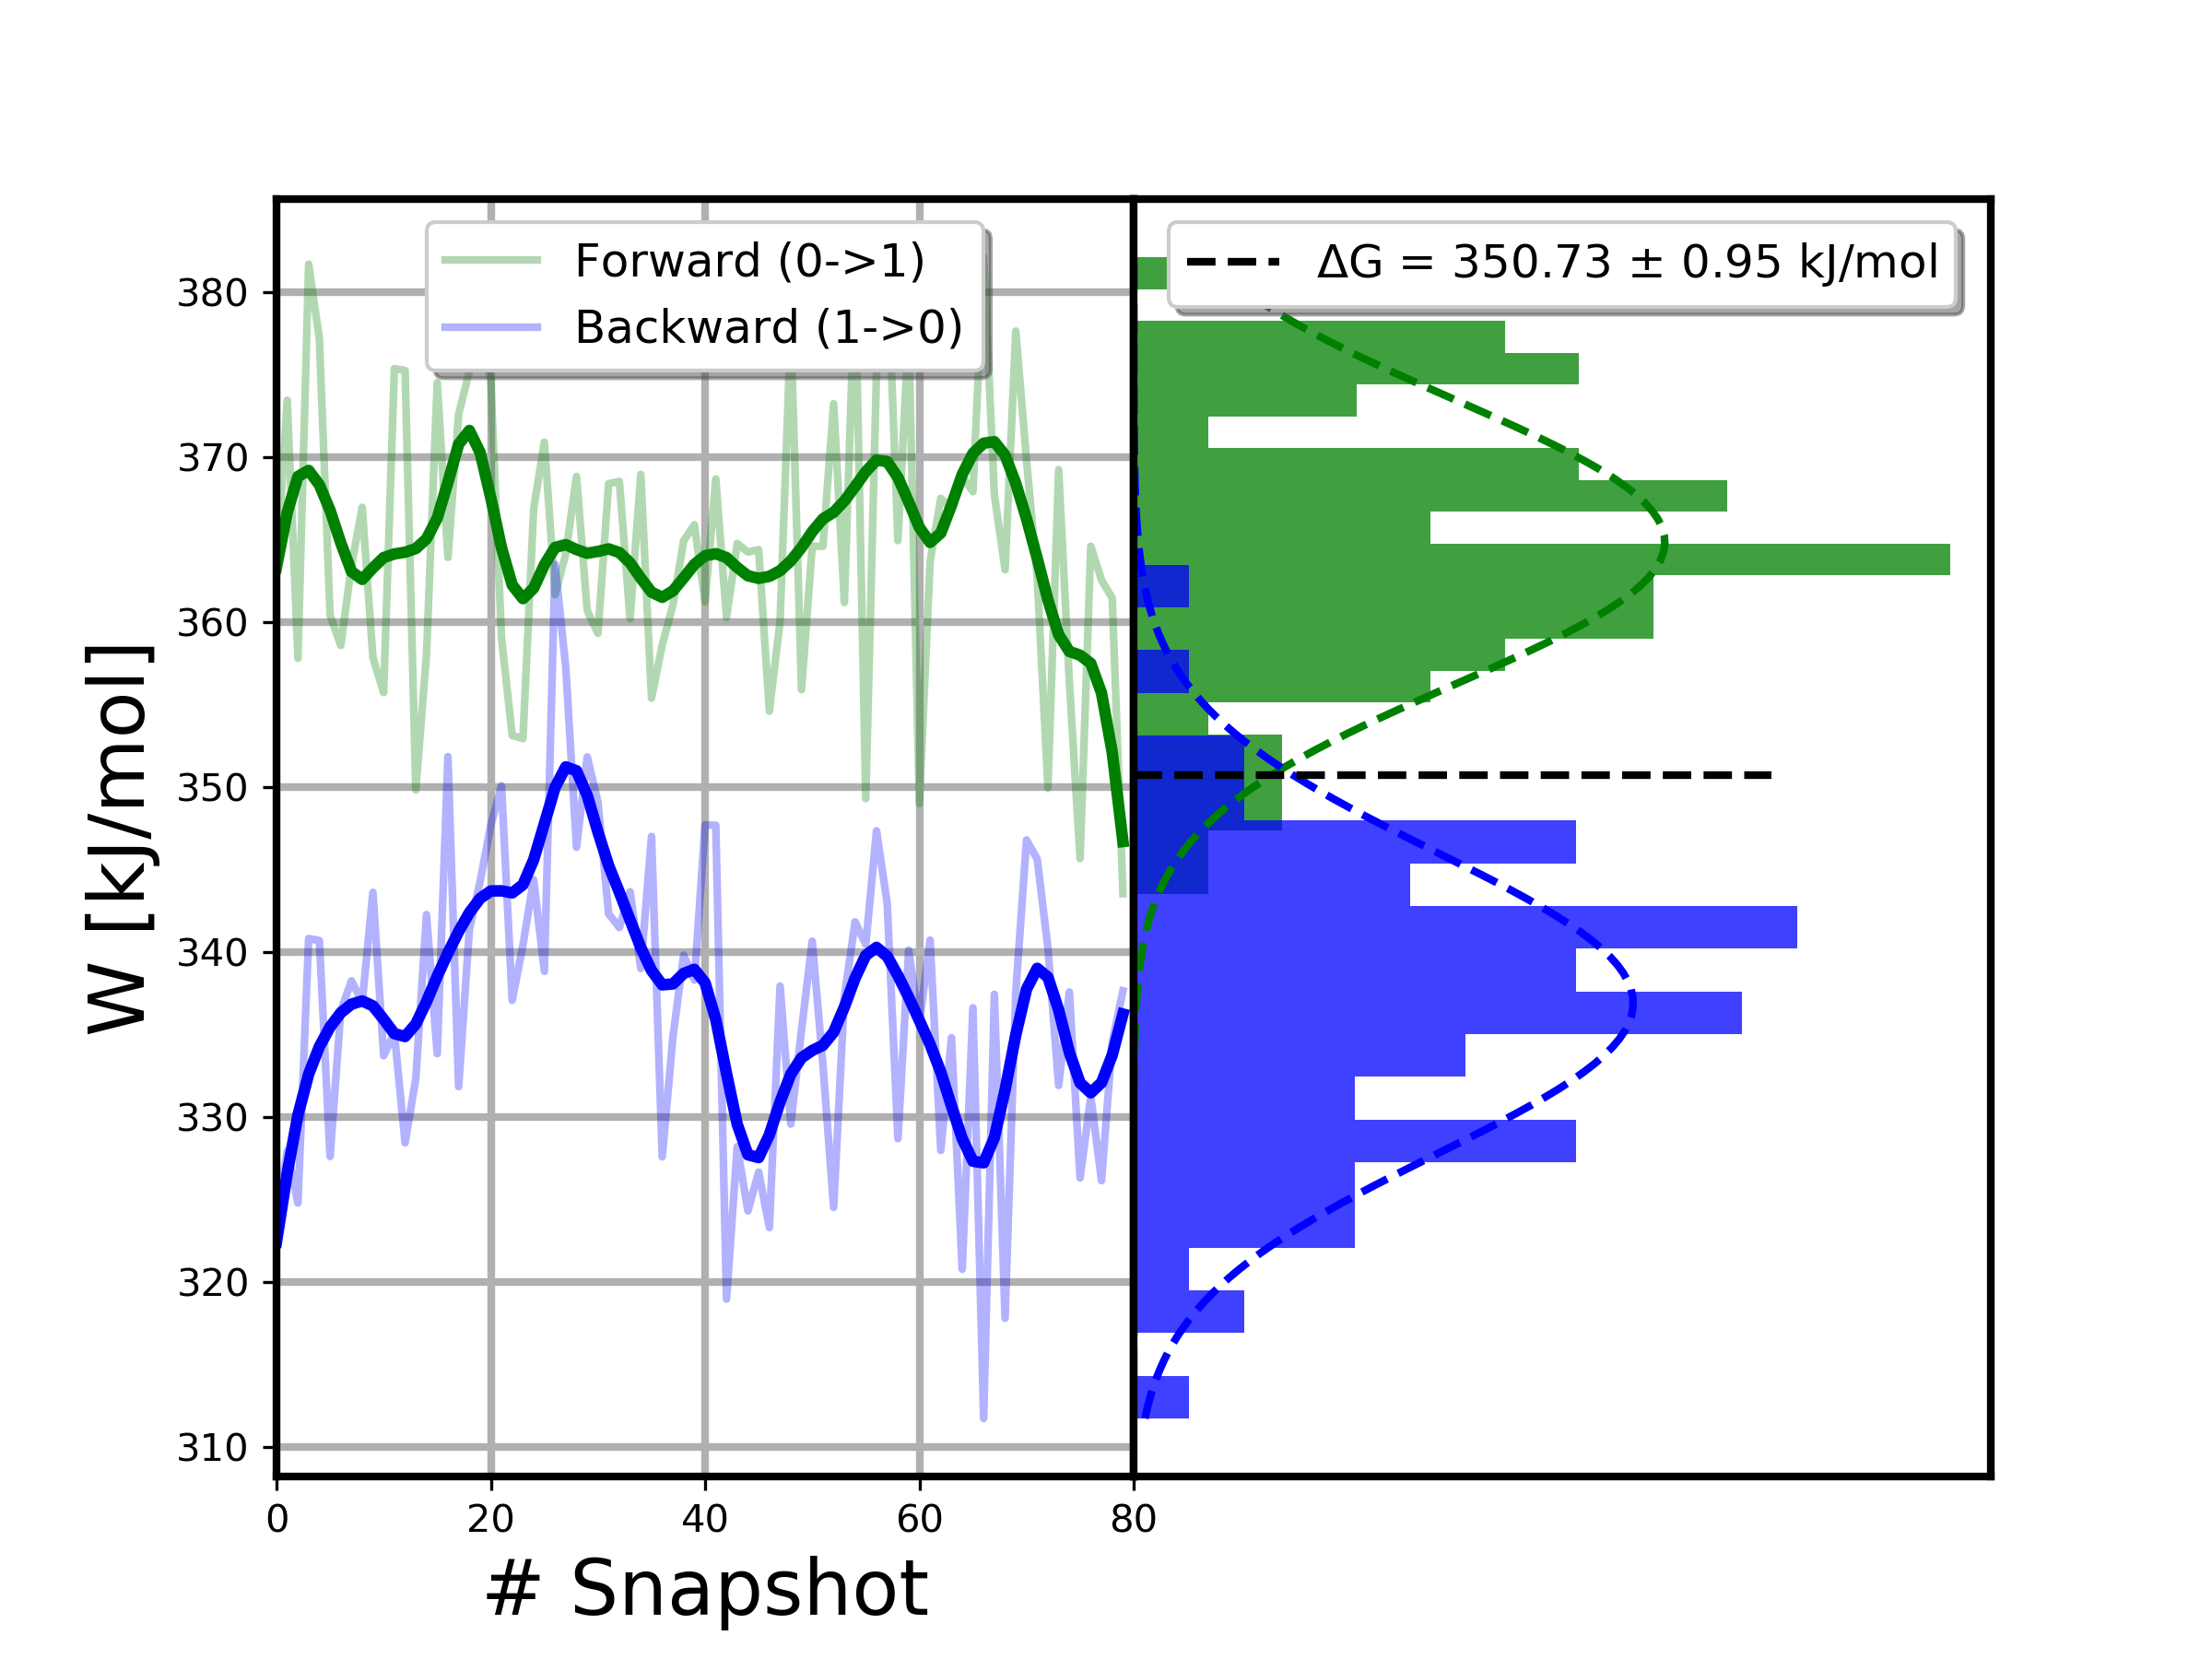 Forward (0->1)
Backward (1->0)
ΔG = 350.73 ± 0.95 kJ/mol
W [kJ/mol]
380
370
360
350
340
330
320
310
0 20 40 60 80
# Snapshot